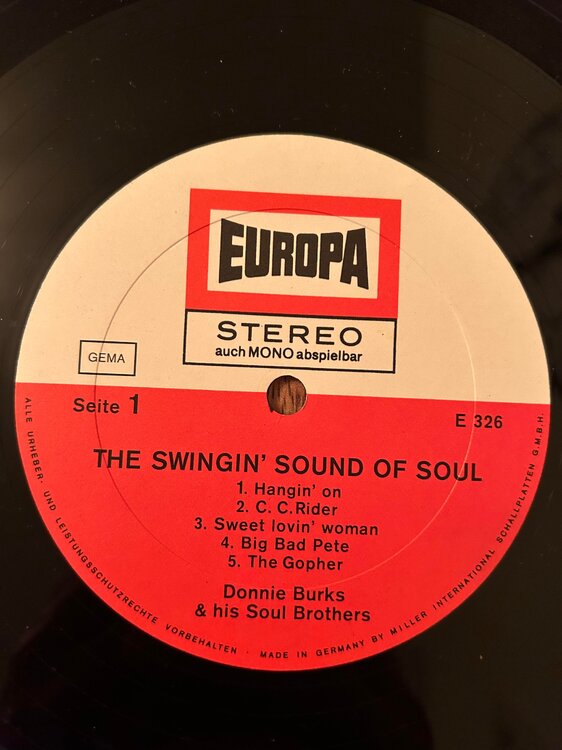 EUROPA
STEREO
auch MONO abspielbar
GEMA
Seite 1
E 326
THE SWINGIN' SOUND OF SOUL
1. Hangin' on
2. C. C. Rider
3. Sweet lovin' woman
4. Big Bad Pete
5. The Gopher
Donnie Burks
& his Soul Brothers
ALLE URHEBER- UND LEISTUNGSSCHUTZRECHTE VORBEHALTEN · MADE IN GERMANY BY MILLER INTERNATIONAL SCHALLPLATTEN G.M.B.H.